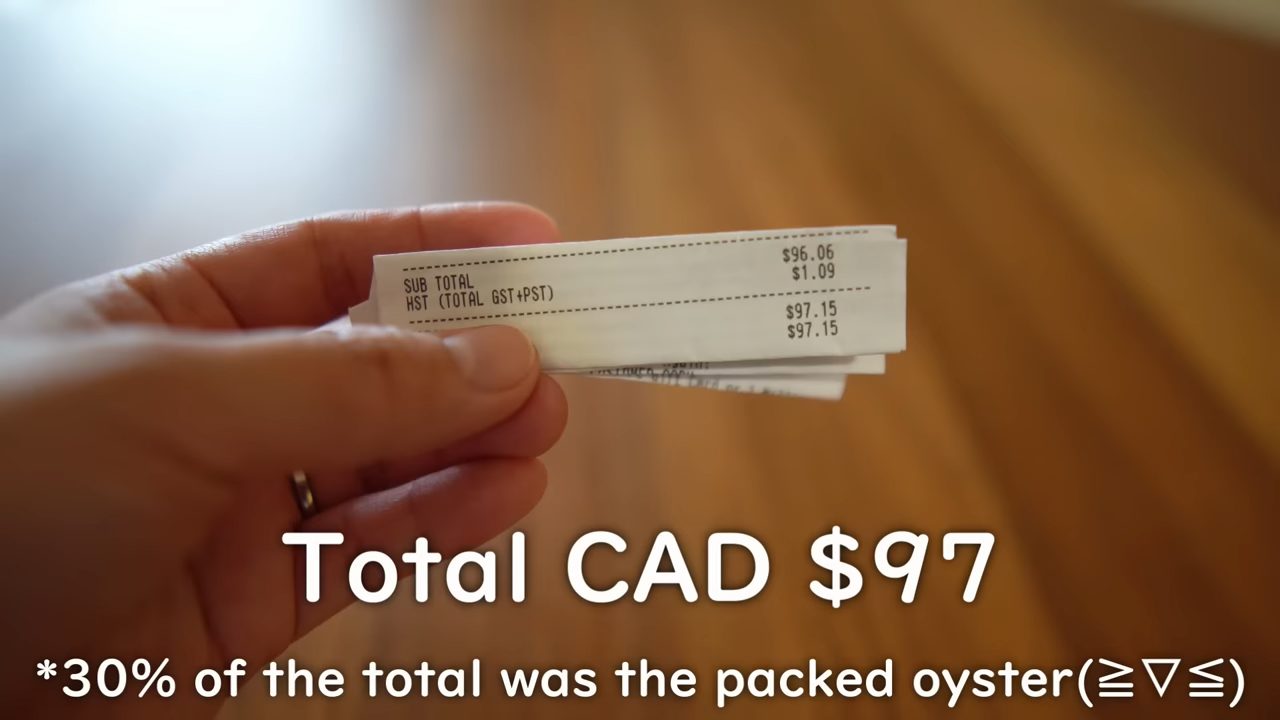 SUB TOTAL $96.06
HST (TOTAL GST+PST) $1.09
$97.15
$97.15
Total CAD $97
*30% of the total was the packed oyster(≧▽≦)